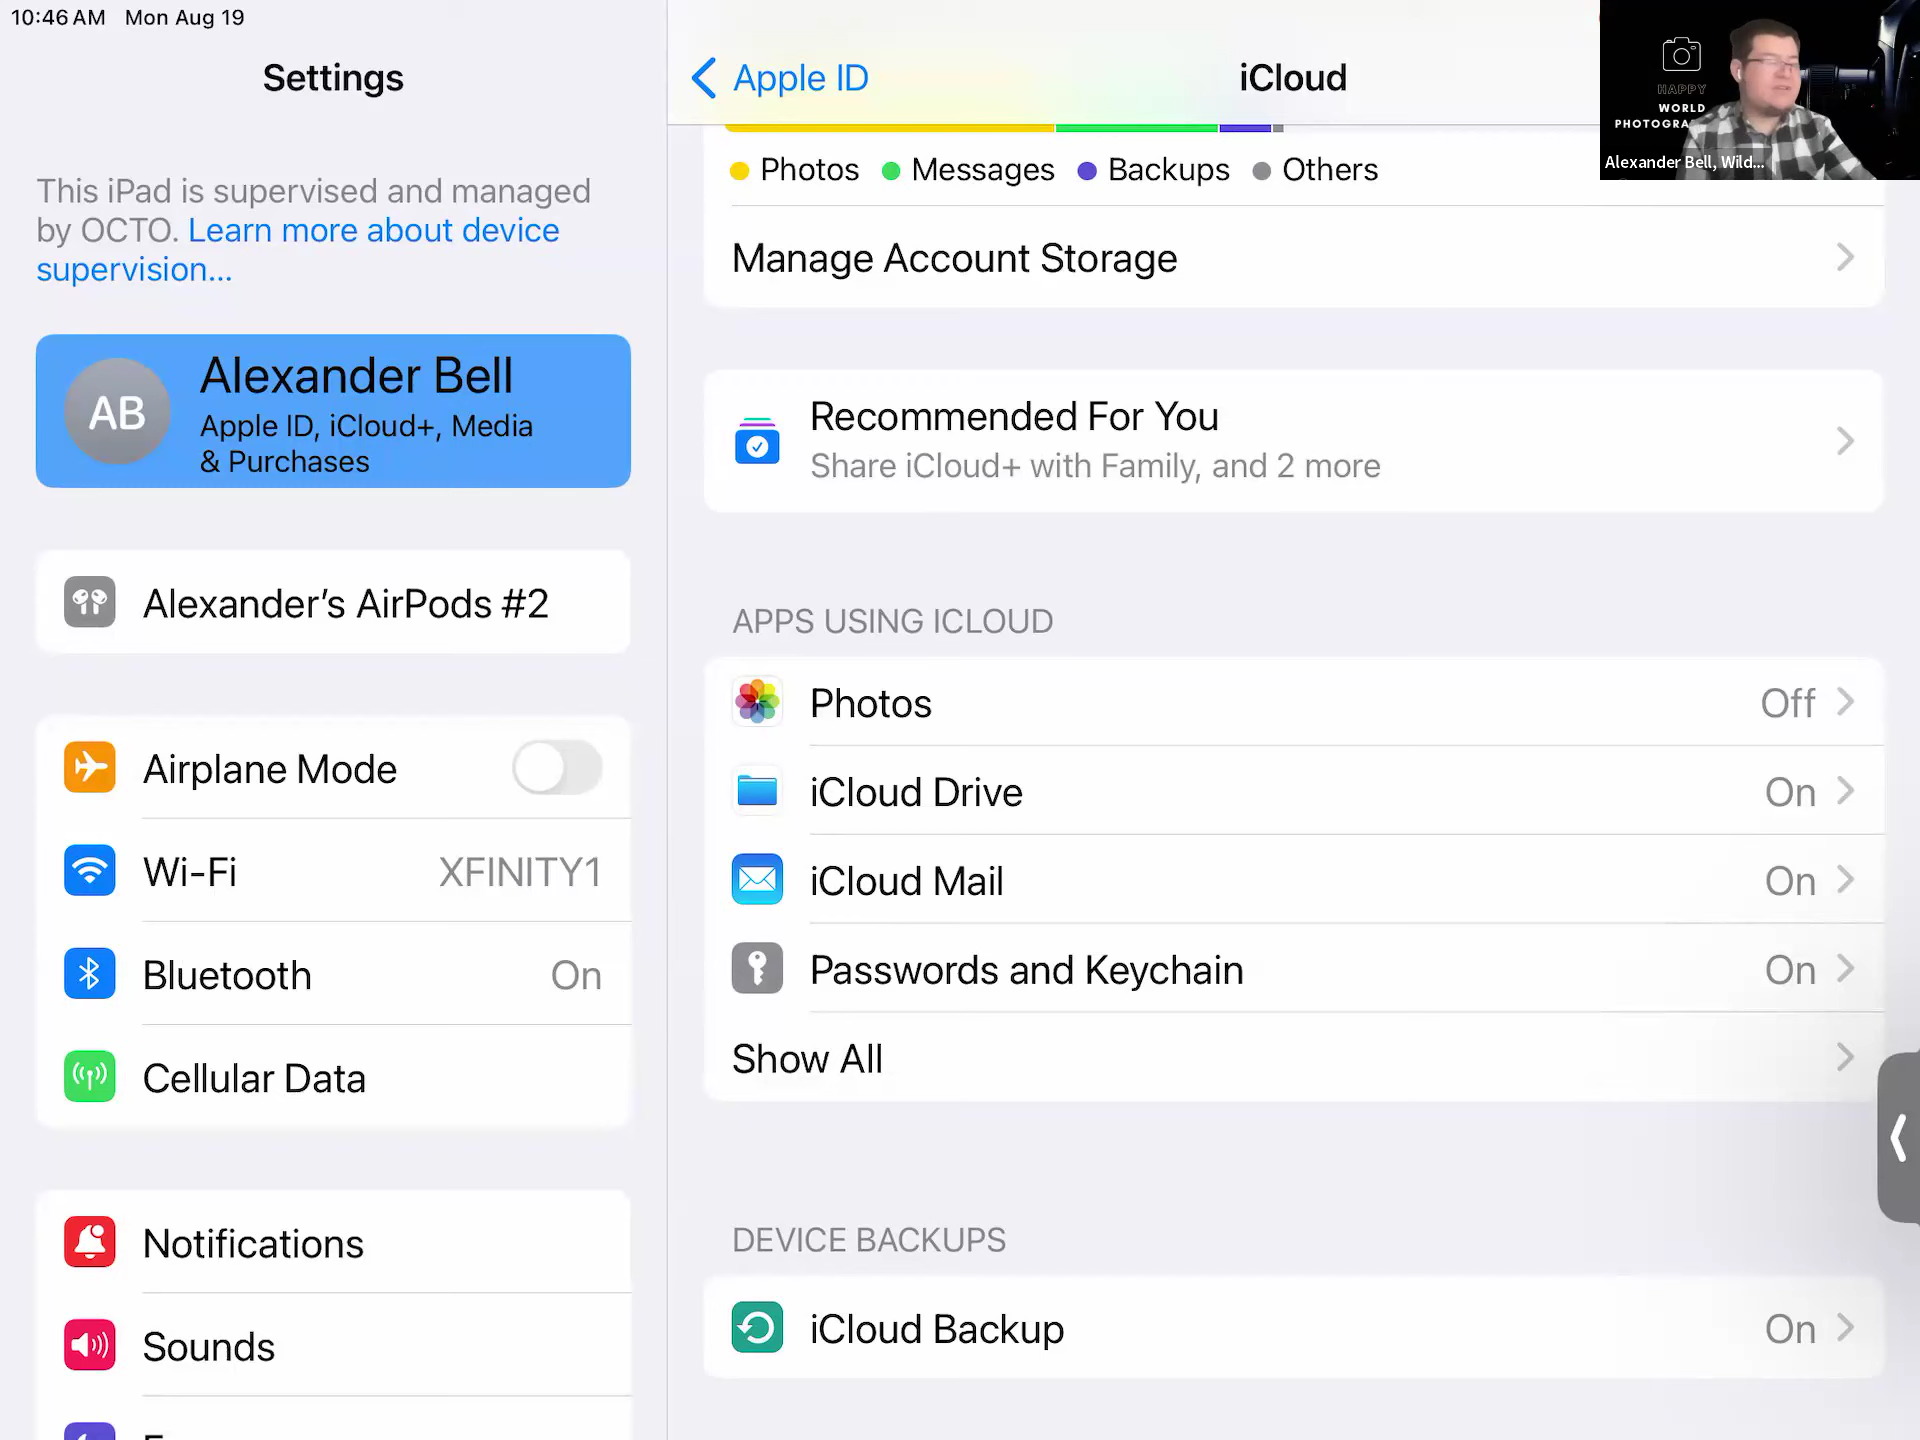 10:46 AM Mon Aug 19
Settings
This iPad is supervised and managed
by OCTO. Learn more about device
supervision...
AB
Alexander Bell
Apple ID, iCloud+, Media
& Purchases
Alexander’s AirPods #2
Airplane Mode
Wi-Fi XFINITY1
Bluetooth On
Cellular Data
Notifications
Sounds
Apple ID
iCloud
Photos Messages Backups Others
Manage Account Storage
Recommended For You
Share iCloud+ with Family, and 2 more
APPS USING ICLOUD
Photos Off
iCloud Drive On
iCloud Mail On
Passwords and Keychain On
Show All
DEVICE BACKUPS
iCloud Backup On
HAPPY
WORLD
PHOTOGRA
Alexander Bell, Wild...